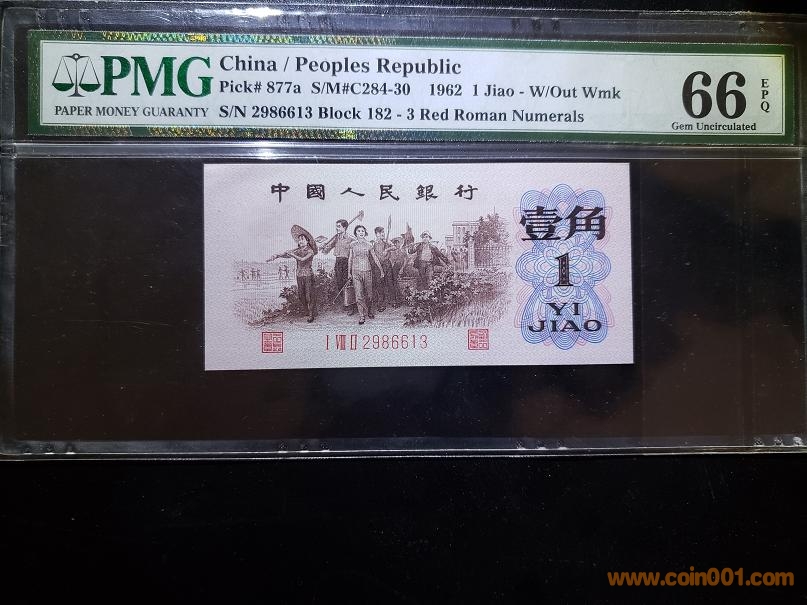 PMG
PAPER MONEY GUARANTY
China / Peoples Republic
Pick# 877a S/M#C284-30 1962 1 Jiao - W/Out Wmk
S/N 2986613 Block 182 - 3 Red Roman Numerals
66
EPQ
Gem Uncirculated
中國人民銀行
壹角
1
YI
JIAO
I VIII II 2986613
www.coin001.com